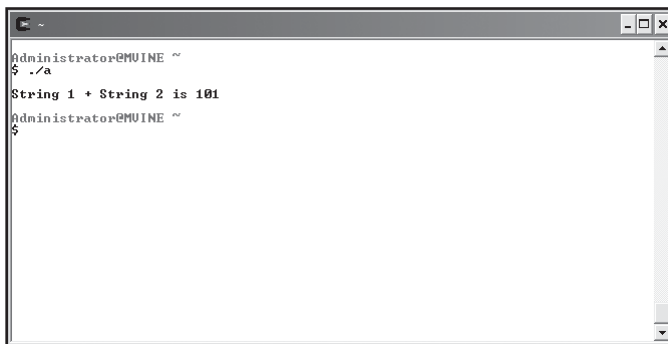 ~
Administrator@MVINE ~
$ ./a
String 1 + String 2 is 101
Administrator@MVINE ~
$